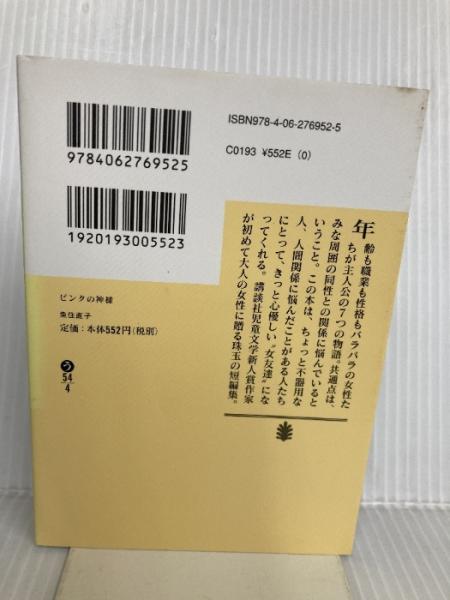 ISBN978-4-06-276952-5
C0193 ¥552E (0)
9784062769525
1920193005523
年齢も職業も性格もバラバラの女性た
ちが主人公の7つの物語。共通点は、
みな周囲の同性との関係に悩んでいると
いうこと。この本は、ちょっと不器用な
人、人間関係に悩んだことがある人たち
にとって、きっと心優しい〝女友達〟にな
ってくれる。講談社児童文学新人賞作家
が初めて大人の女性に贈る珠玉の短編集。
ピンクの神様
魚住直子
定価:本体552円(税別)
う
54
4